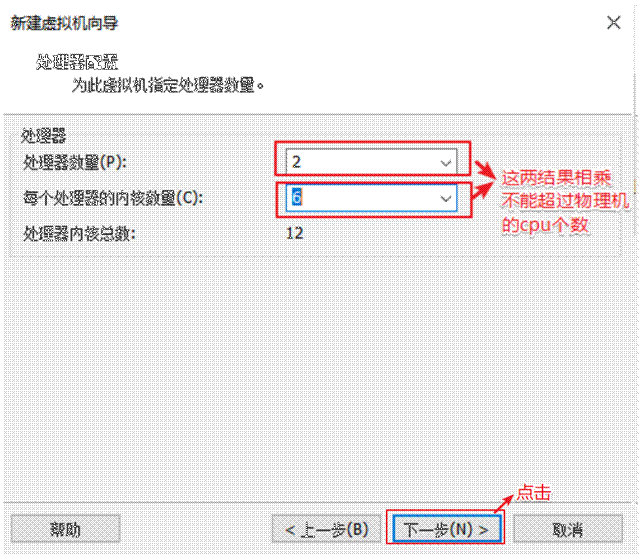 新建虚拟机向导
处理器配置
为此虚拟机指定处理器数量。
处理器
处理器数量(P):
2
每个处理器的内核数量(C):
6
处理器内核总数:
12
这两结果相乘
不能超过物理机
的cpu个数
点击
帮助
< 上一步(B)
下一步(N) >
取消